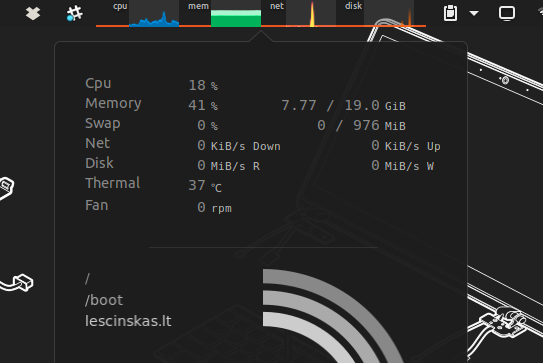 cpu mem net disk
Cpu 18 %
Memory 41 % 7.77 / 19.0 GiB
Swap 0 % 0 / 976 MiB
Net 0 KiB/s Down 0 KiB/s Up
Disk 0 MiB/s R 0 MiB/s W
Thermal 37 ℃
Fan 0 rpm
/
/boot
lescinskas.lt